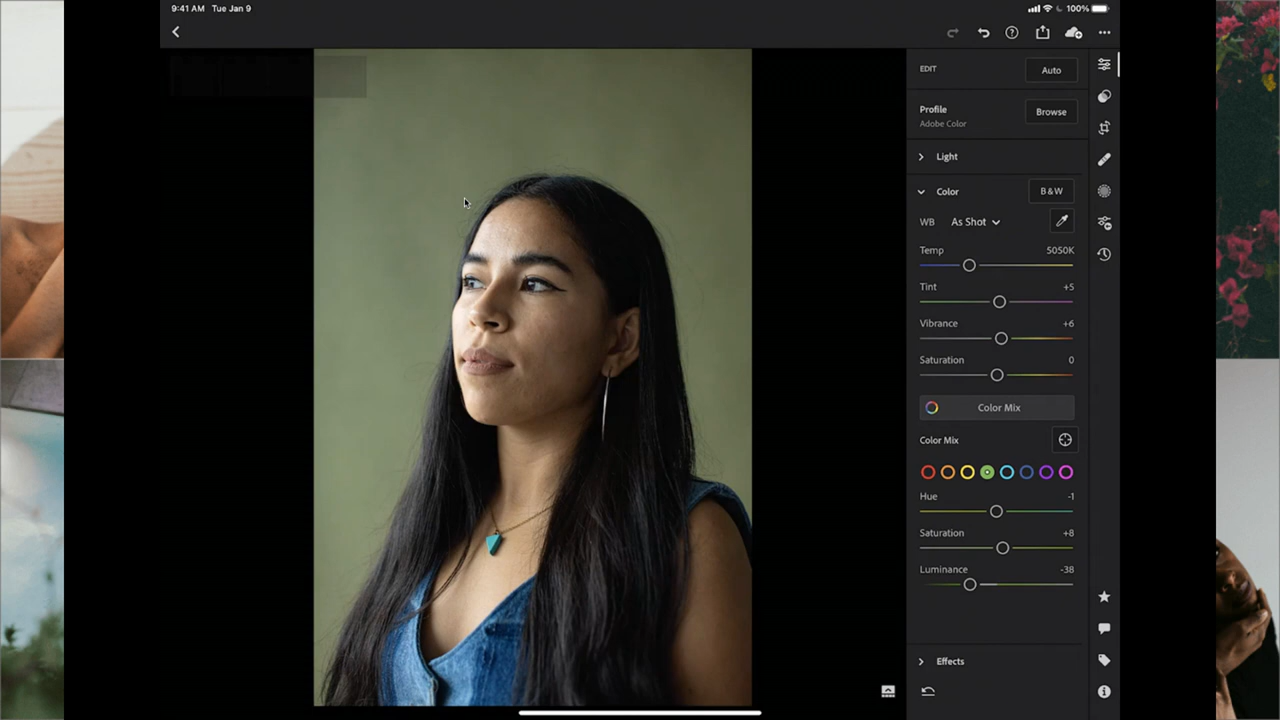 9:41 AM Tue Jan 9
100%
EDIT
Auto
Profile
Adobe Color
Browse
Light
Color
B&W
WB As Shot
Temp 5050K
Tint +5
Vibrance +6
Saturation 0
Color Mix
Color Mix
Hue -1
Saturation +8
Luminance -38
Effects